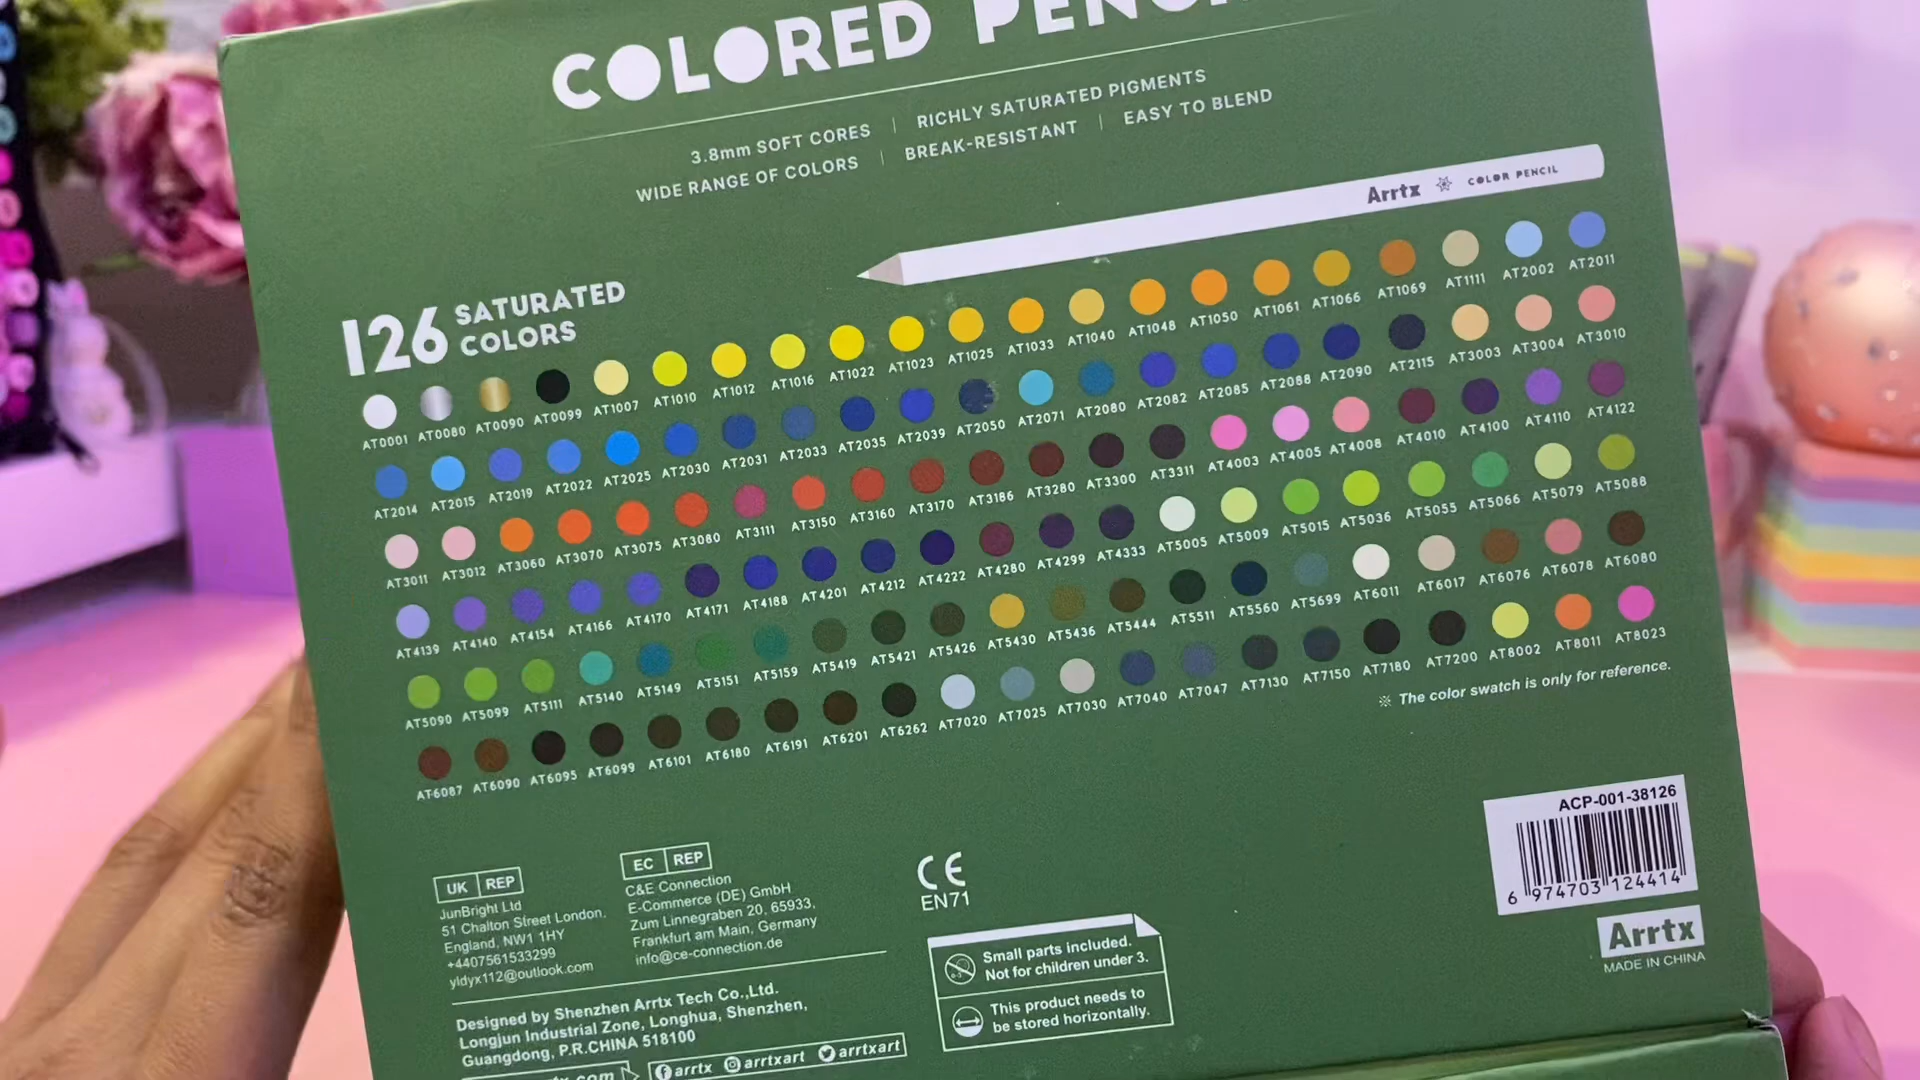 COLORED
3.8mm SOFT CORES | RICHLY SATURATED PIGMENTS
WIDE RANGE OF COLORS | BREAK-RESISTANT | EASY TO BLEND
Arrtx COLOR PENCIL
126 SATURATED COLORS
AT0001 AT0080 AT0090 AT0099 AT1007 AT1010 AT1012 AT1016 AT1022 AT1023 AT1025 AT1033 AT1040 AT1048 AT1050 AT1061 AT1066 AT1069 AT1111 AT2002 AT2011
AT2014 AT2015 AT2019 AT2022 AT2025 AT2030 AT2031 AT2033 AT2035 AT2039 AT2050 AT2071 AT2080 AT2082 AT2085 AT2088 AT2090 AT2115 AT3003 AT3004 AT3010
AT3011 AT3012 AT3060 AT3070 AT3075 AT3080 AT3111 AT3150 AT3160 AT3170 AT3186 AT3280 AT3300 AT3311 AT4003 AT4005 AT4008 AT4010 AT4100 AT4110 AT4122
AT4139 AT4140 AT4154 AT4166 AT4170 AT4171 AT4188 AT4201 AT4212 AT4222 AT4280 AT4299 AT4333 AT5005 AT5009 AT5015 AT5036 AT5055 AT5066 AT5079 AT5088
AT5090 AT5099 AT5111 AT5140 AT5149 AT5151 AT5159 AT5419 AT5421 AT5426 AT5430 AT5436 AT5444 AT5511 AT5560 AT5699 AT6011 AT6017 AT6076 AT6078 AT6080
AT6087 AT6090 AT6095 AT6099 AT6101 AT6180 AT6191 AT6201 AT6262 AT7020 AT7025 AT7030 AT7040 AT7047 AT7130 AT7150 AT7180 AT7200 AT8002 AT8011 AT8023
※ The color swatch is only for reference.
UK REP
JunBright Ltd
51 Chalton Street London,
England, NW1 1HY
+4407561533299
yldyx112@outlook.com
EC REP
C&E Connection
E-Commerce (DE) GmbH
Zum Linnegraben 20, 65933,
Frankfurt am Main, Germany
info@ce-connection.de
Designed by Shenzhen Arrtx Tech Co.,Ltd.
Longjun Industrial Zone, Longhua, Shenzhen,
Guangdong, P.R.CHINA 518100
arrtx arrtxart arrtxart
CE
EN71
Small parts included.
Not for children under 3.
This product needs to
be stored horizontally.
ACP-001-38126
6 974703 124414
Arrtx
MADE IN CHINA